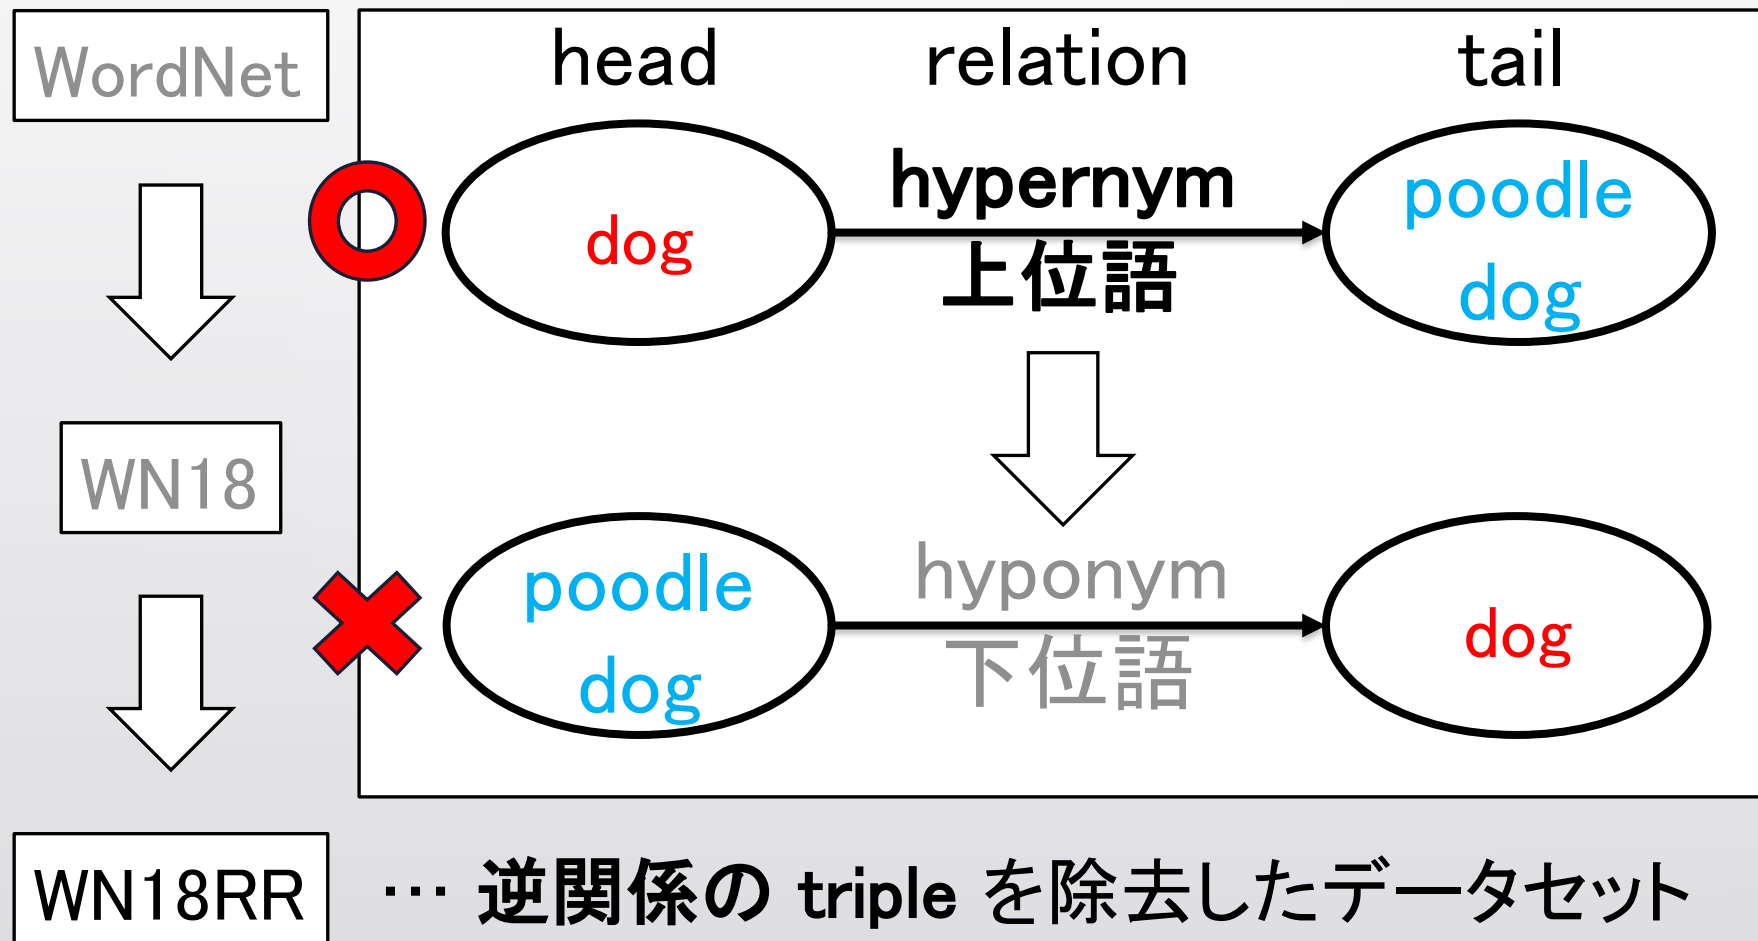 WordNet
head relation tail
hypernym
上位語
dog
poodle
dog
WN18
poodle
dog
hyponym
下位語
dog
WN18RR … 逆関係の triple を除去したデータセット